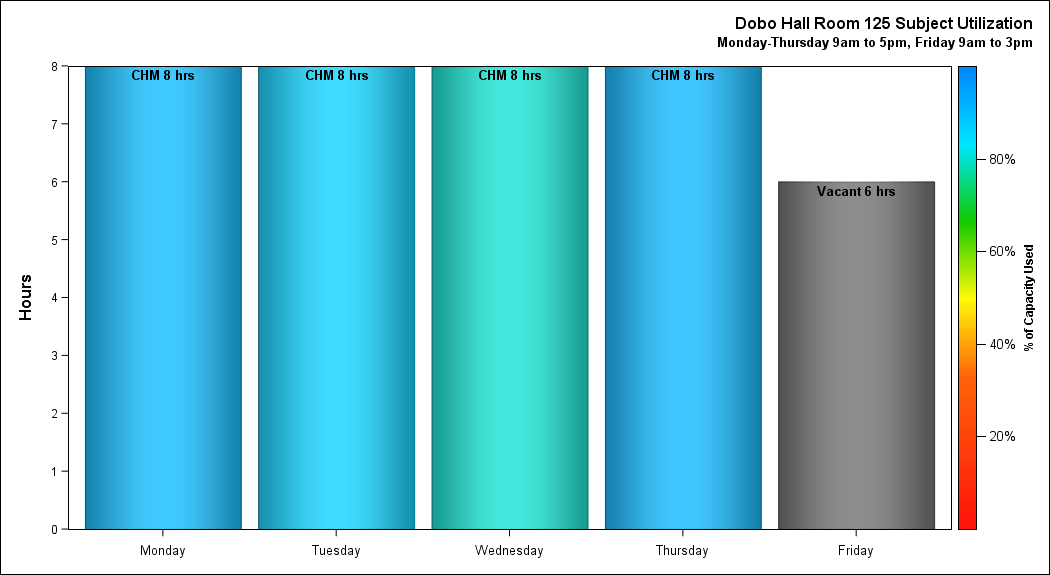 Dobo Hall Room 125 Subject Utilization
Monday-Thursday 9am to 5pm, Friday 9am to 3pm
8
7
6
5
4
3
2
1
0
Hours
CHM 8 hrs
CHM 8 hrs
CHM 8 hrs
CHM 8 hrs
Vacant 6 hrs
Monday
Tuesday
Wednesday
Thursday
Friday
80%
60%
40%
20%
% of Capacity Used